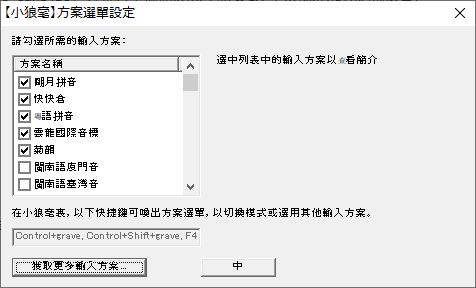 【小狼毫】方案選單設定
請勾選所需的輸入方案：
方案名稱
朙月拼音
快快倉
語拼音
雲龍國際音標
菊韻
閩南語廈門音
閩南語臺灣音
選中列表中的輸入方案以看簡介
在小狼毫裏，以下快捷鍵可喚出方案選單，以切換模式或選用其他輸入方案。
Control+grave, Control+Shift+grave, F4
獲取更多輸入方案...
中